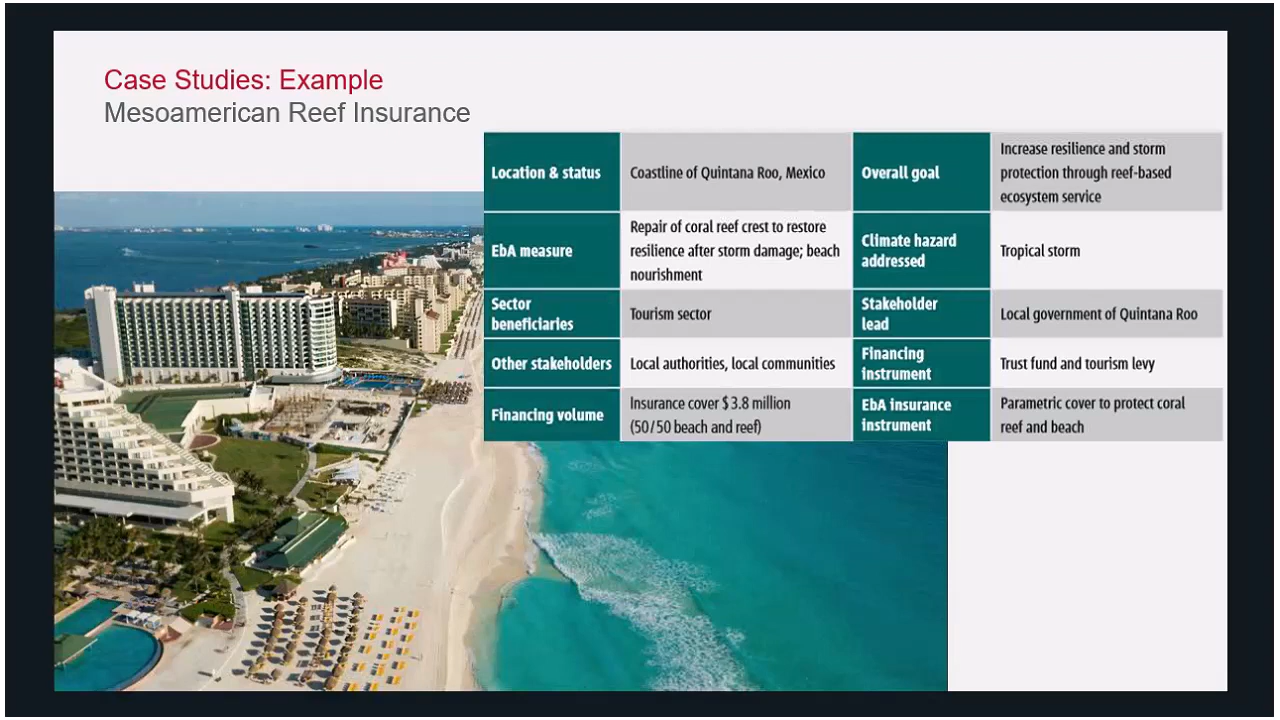 Case Studies: Example
Mesoamerican Reef Insurance
Location & status
Coastline of Quintana Roo, Mexico
Overall goal
Increase resilience and storm
protection through reef-based
ecosystem service
EbA measure
Repair of coral reef crest to restore
resilience after storm damage; beach
nourishment
Climate hazard
addressed
Tropical storm
Sector
beneficiaries
Tourism sector
Stakeholder
lead
Local government of Quintana Roo
Other stakeholders
Local authorities, local communities
Financing
instrument
Trust fund and tourism levy
Financing volume
Insurance cover $ 3.8 million
(50/50 beach and reef)
EbA insurance
instrument
Parametric cover to protect coral
reef and beach